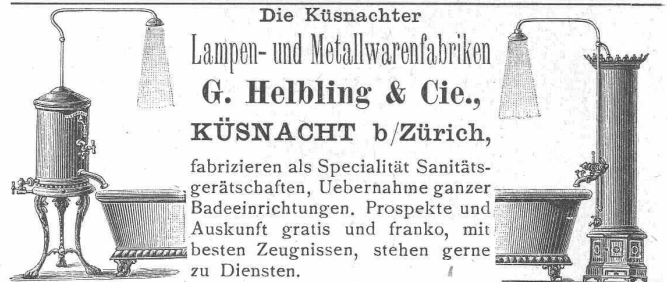 Die Küsnachter
Lampen- und Metallwarenfabriken
G. Helbling & Cie.,
KÜSNACHT b/Zürich,
fabrizieren als Specialität Sanitäts-
gerätschaften, Uebernahme ganzer
Badeeinrichtungen. Prospekte und
Auskunft gratis und franko, mit
besten Zeugnissen, stehen gerne
zu Diensten.